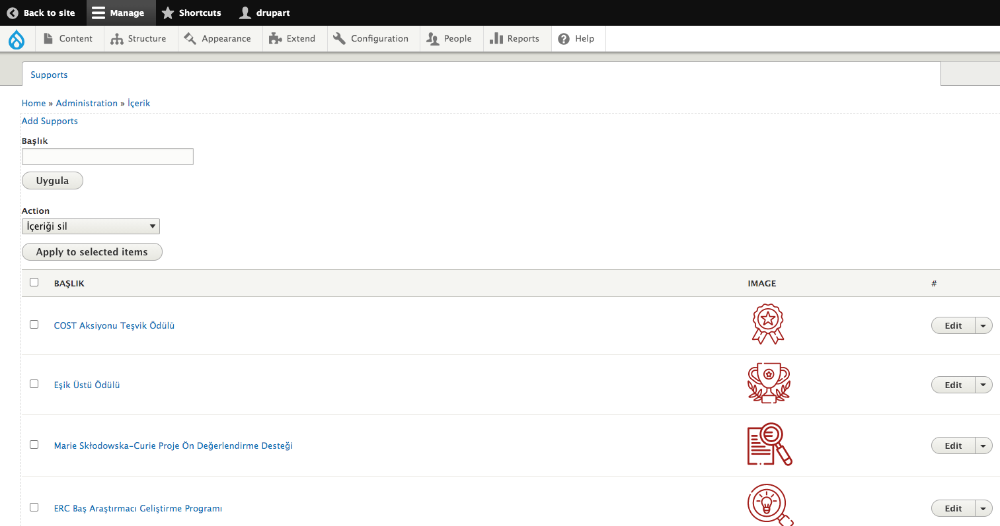 Back to site Manage Shortcuts drupart
Content Structure Appearance Extend Configuration People Reports Help
Supports
Home » Administration » İçerik
Add Supports
Başlık
Uygula
Action
İçeriği sil
Apply to selected items
BAŞLIK IMAGE #
COST Aksiyonu Teşvik Ödülü Edit
Eşik Üstü Ödülü Edit
Marie Skłodowska-Curie Proje Ön Değerlendirme Desteği Edit
ERC Baş Araştırmacı Geliştirme Programı Edit